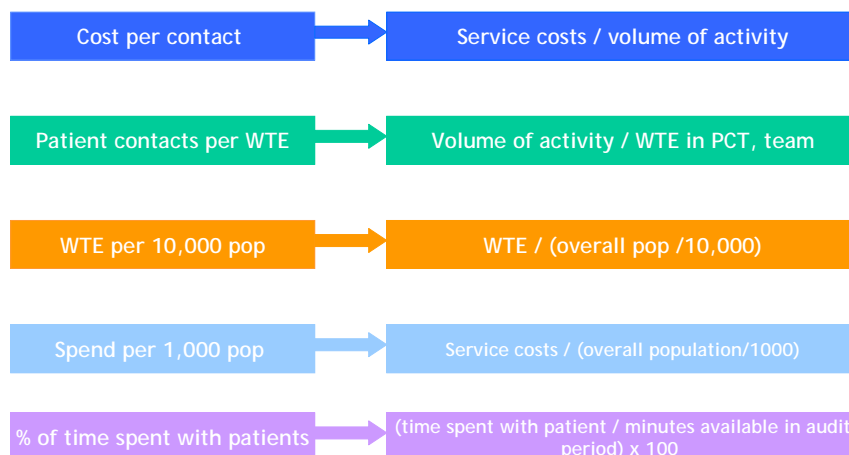 Cost per contact
Service costs / volume of activity
Patient contacts per WTE
Volume of activity / WTE in PCT, team
WTE per 10,000 pop
WTE / (overall pop /10,000)
Spend per 1,000 pop
Service costs / (overall population/1000)
% of time spent with patients
(time spent with patient / minutes available in audit
period) x 100